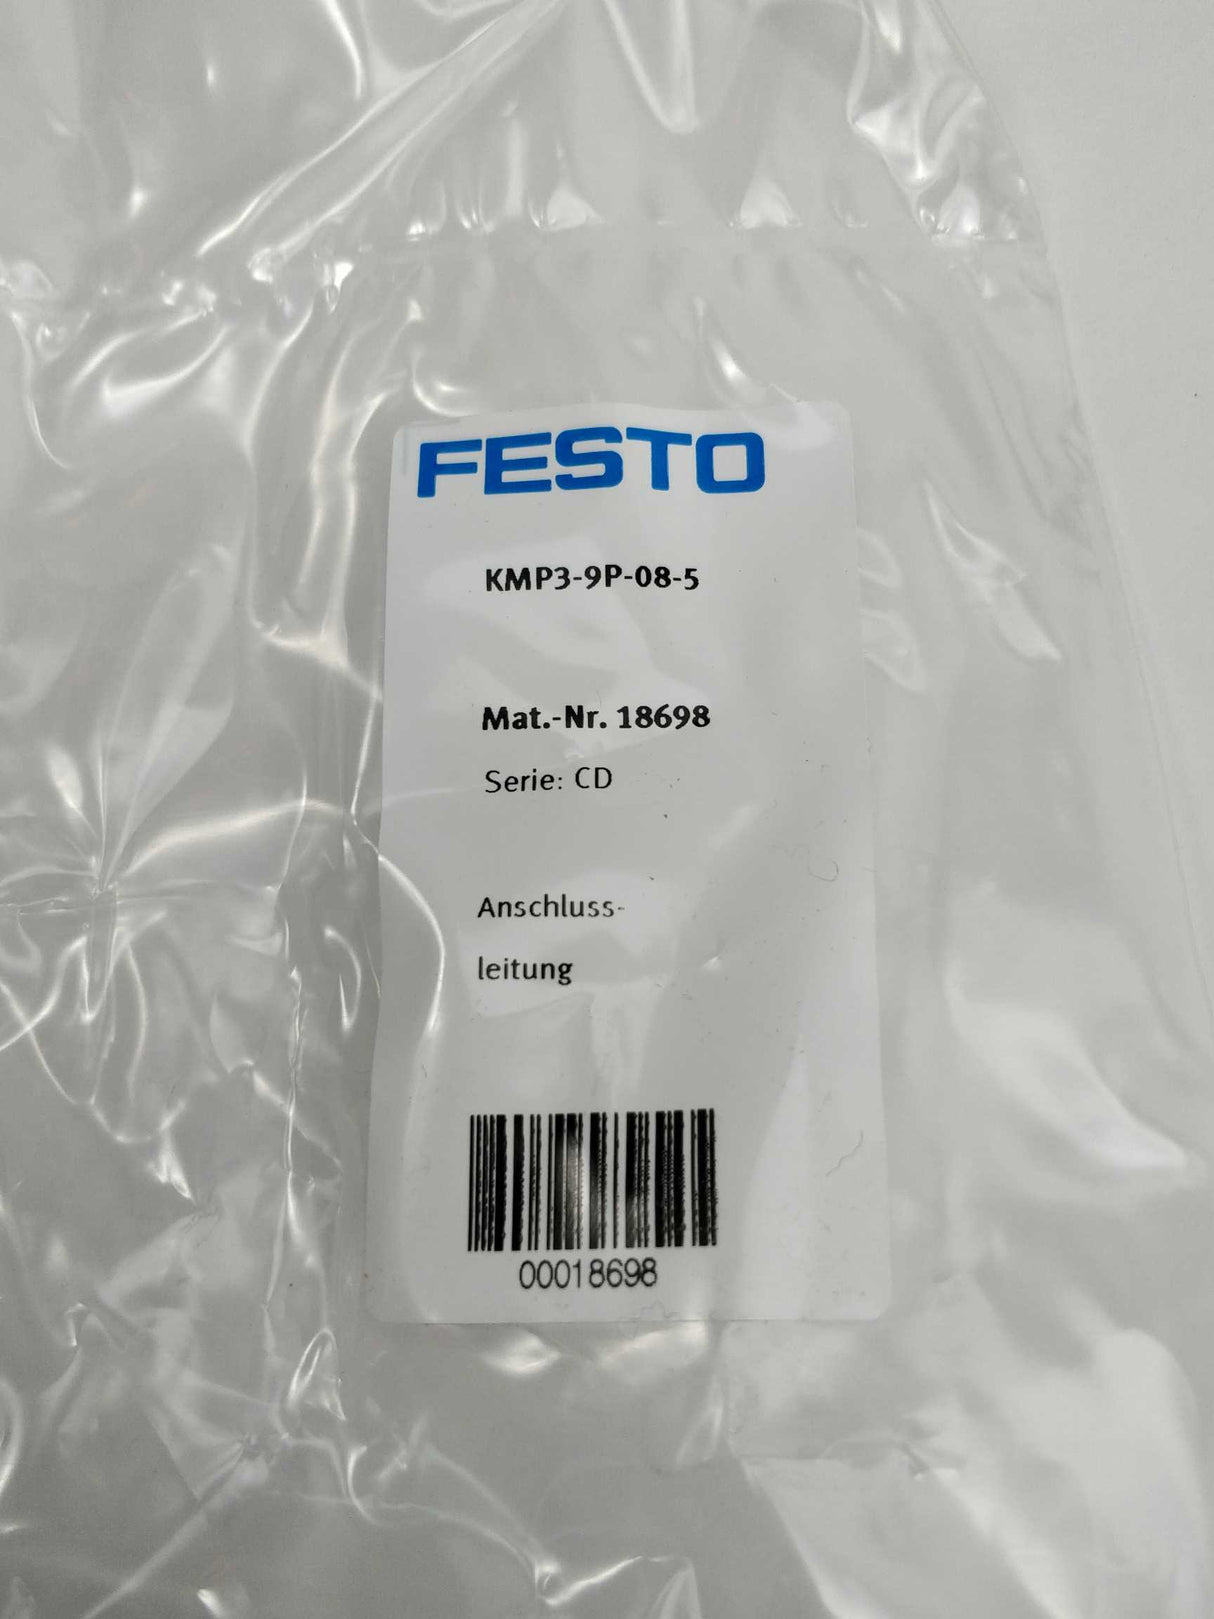 FESTO
KMP3-9P-08-5
Mat.-Nr. 18698
Serie: CD
Anschluss-
leitung
00018698